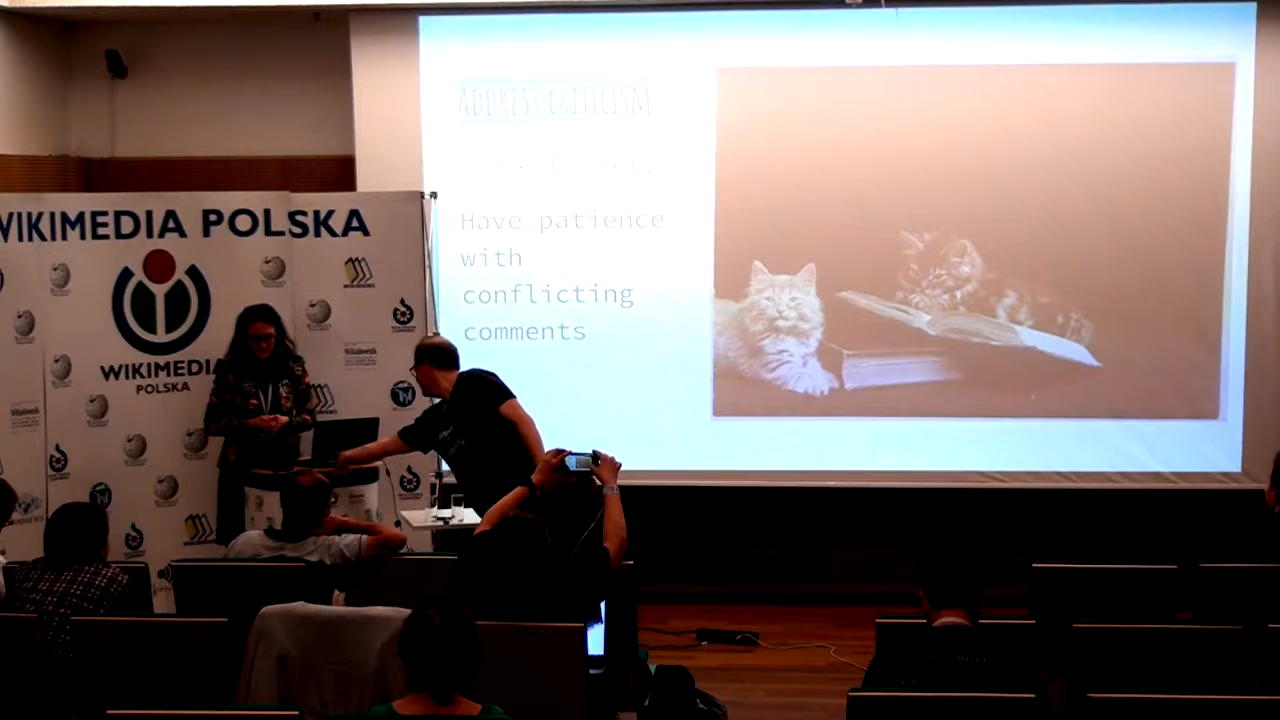 WIKIMEDIA POLSKA
WIKIMEDIA
POLSKA
ADDRESS CRITICISM
Have patience
with
conflicting
comments